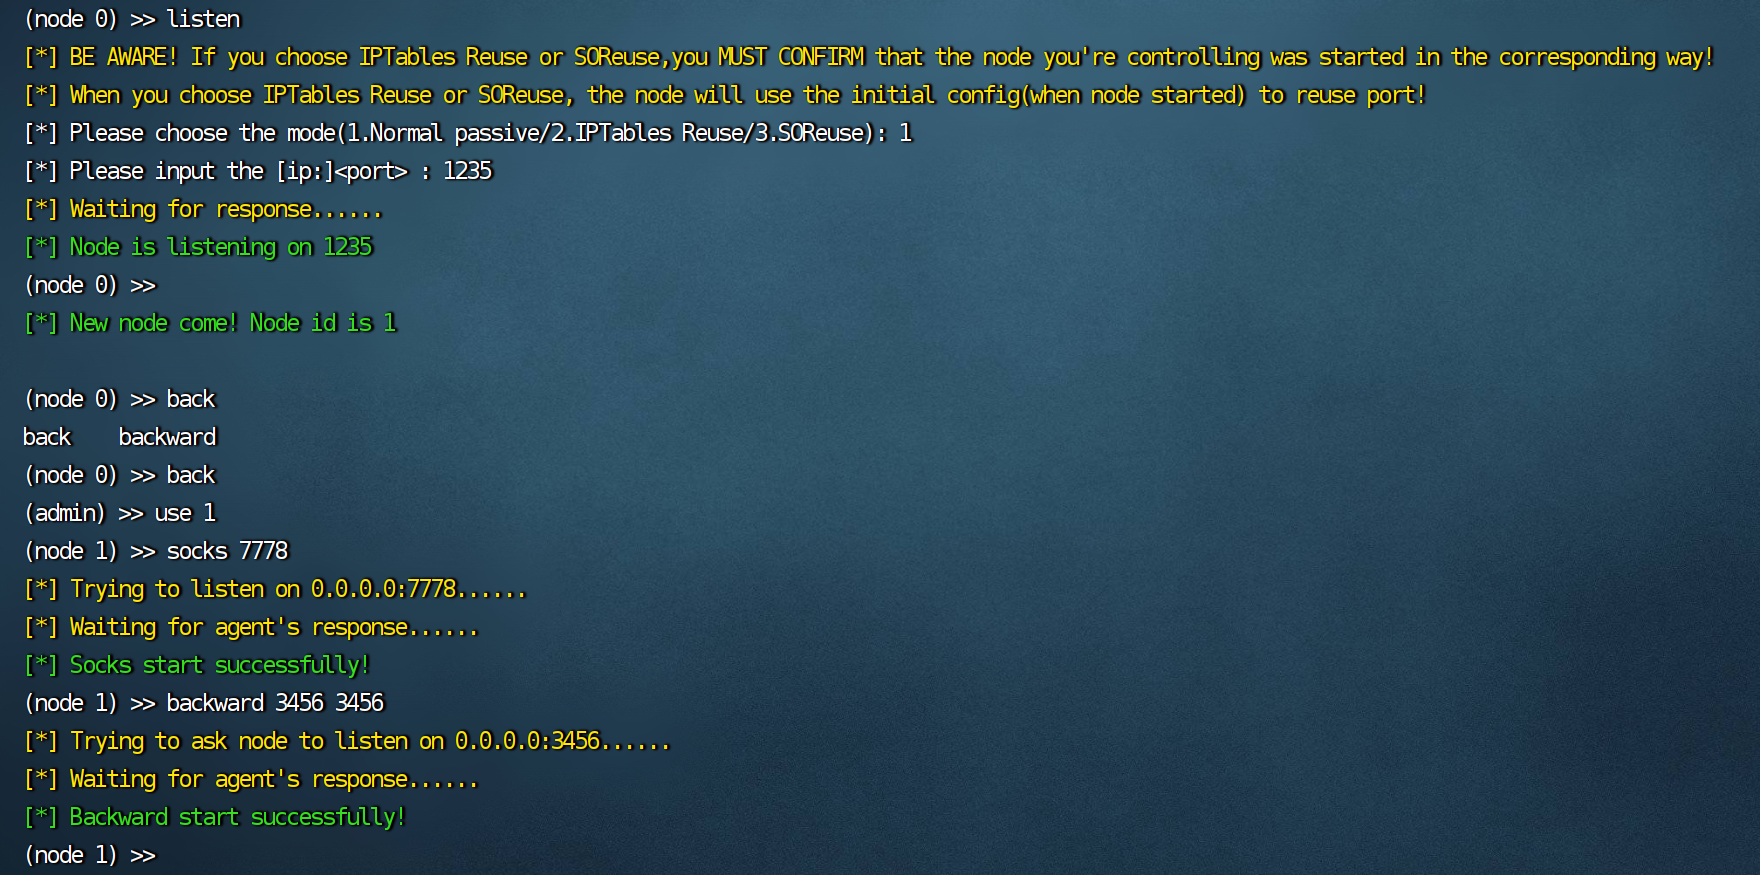 (node 0) >> listen
[*] BE AWARE! If you choose IPTables Reuse or SOReuse,you MUST CONFIRM that the node you're controlling was started in the corresponding way!
[*] When you choose IPTables Reuse or SOReuse, the node will use the initial config(when node started) to reuse port!
[*] Please choose the mode(1.Normal passive/2.IPTables Reuse/3.SOReuse): 1
[*] Please input the [ip:]<port> : 1235
[*] Waiting for response......
[*] Node is listening on 1235
(node 0) >>
[*] New node come! Node id is 1
(node 0) >> back
back    backward
(node 0) >> back
(admin) >> use 1
(node 1) >> socks 7778
[*] Trying to listen on 0.0.0.0:7778......
[*] Waiting for agent's response......
[*] Socks start successfully!
(node 1) >> backward 3456 3456
[*] Trying to ask node to listen on 0.0.0.0:3456......
[*] Waiting for agent's response......
[*] Backward start successfully!
(node 1) >>